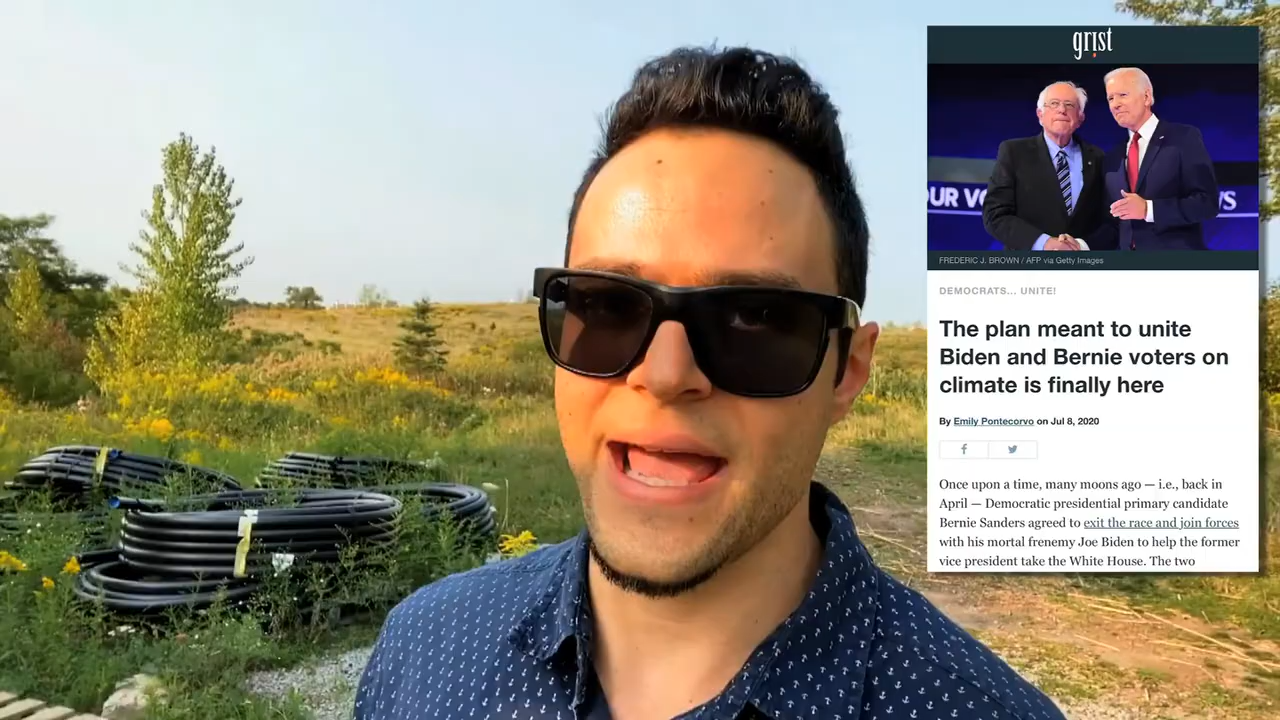 grist
OUR VO
VS
FREDERIC J. BROWN / AFP via Getty Images
DEMOCRATS... UNITE!
The plan meant to unite
Biden and Bernie voters on
climate is finally here
By Emily Pontecorvo on Jul 8, 2020
Once upon a time, many moons ago — i.e., back in
April — Democratic presidential primary candidate
Bernie Sanders agreed to exit the race and join forces
with his mortal frenemy Joe Biden to help the former
vice president take the White House. The two